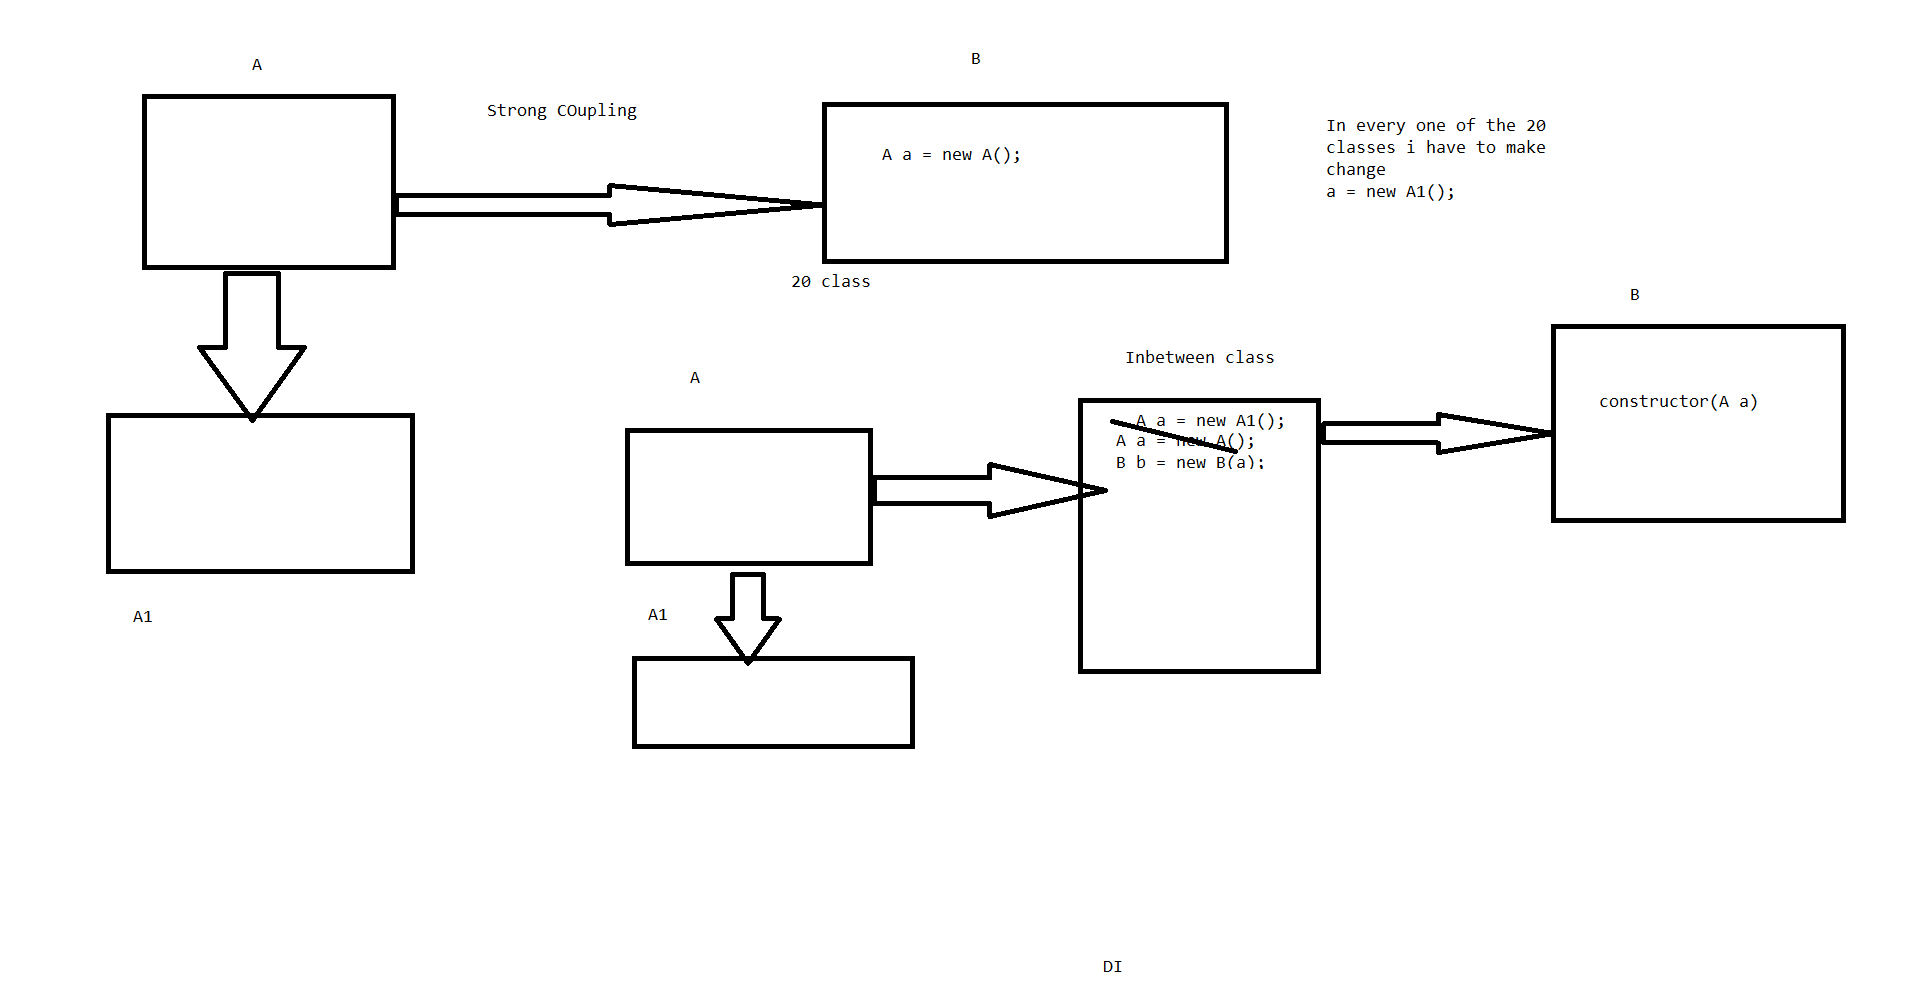 A
B
Strong COupling
A a = new A();
In every one of the 20
classes i have to make
change
a = new A1();
20 class
B
Inbetween class
A
constructor(A a)
A a = new A1();
A a = new A();
B b = new B(a);
A1
A1
DI